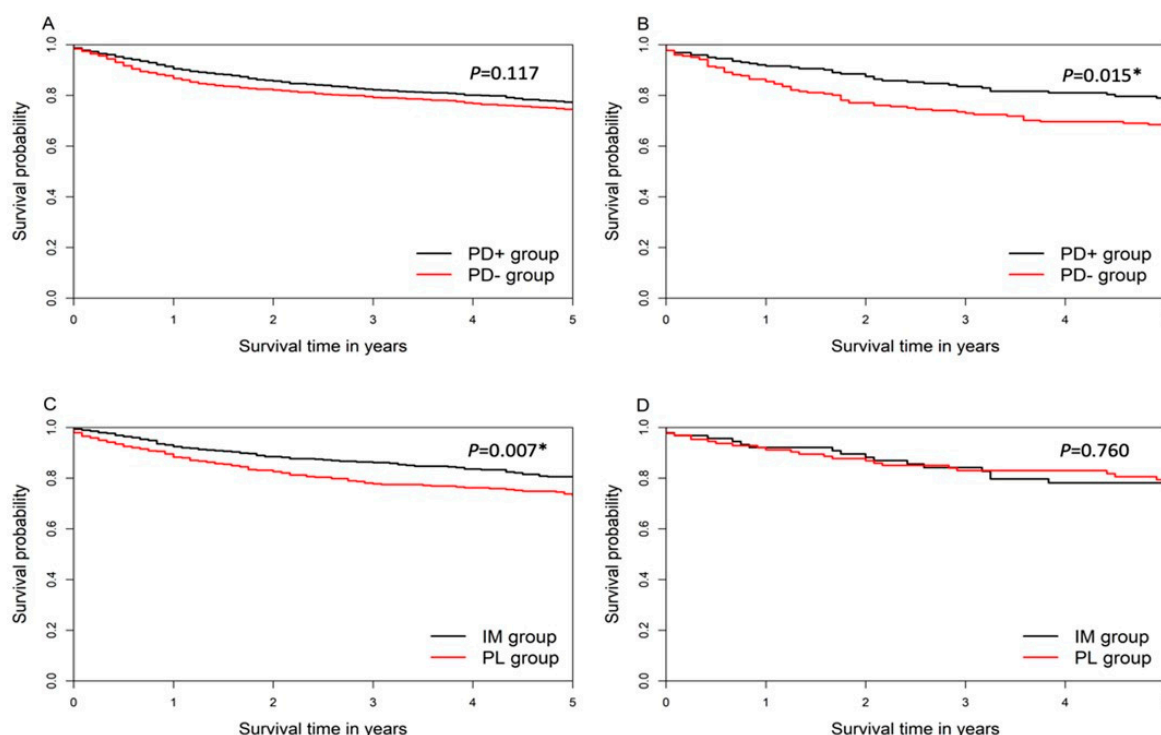 A
P=0.117
PD+ group
PD- group
Survival probability
0.0 0.2 0.4 0.6 0.8 1.0
0 1 2 3 4 5
Survival time in years
B
P=0.015*
PD+ group
PD- group
Survival probability
0.0 0.2 0.4 0.6 0.8 1.0
0 1 2 3 4
Survival time in years
C
P=0.007*
IM group
PL group
Survival probability
0.0 0.2 0.4 0.6 0.8 1.0
0 1 2 3 4 5
Survival time in years
D
P=0.760
IM group
PL group
Survival probability
0.0 0.2 0.4 0.6 0.8 1.0
0 1 2 3 4
Survival time in years